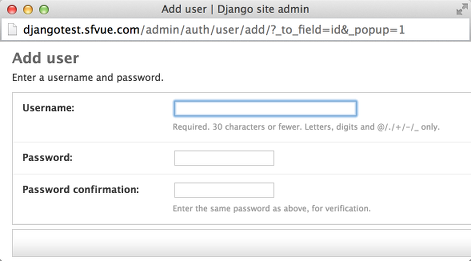 Add user | Django site admin
djangotest.sfvue.com/admin/auth/user/add/?_to_field=id&_popup=1
Add user
Enter a username and password.
Username:
Required. 30 characters or fewer. Letters, digits and @/./+/-/_ only.
Password:
Password confirmation:
Enter the same password as above, for verification.